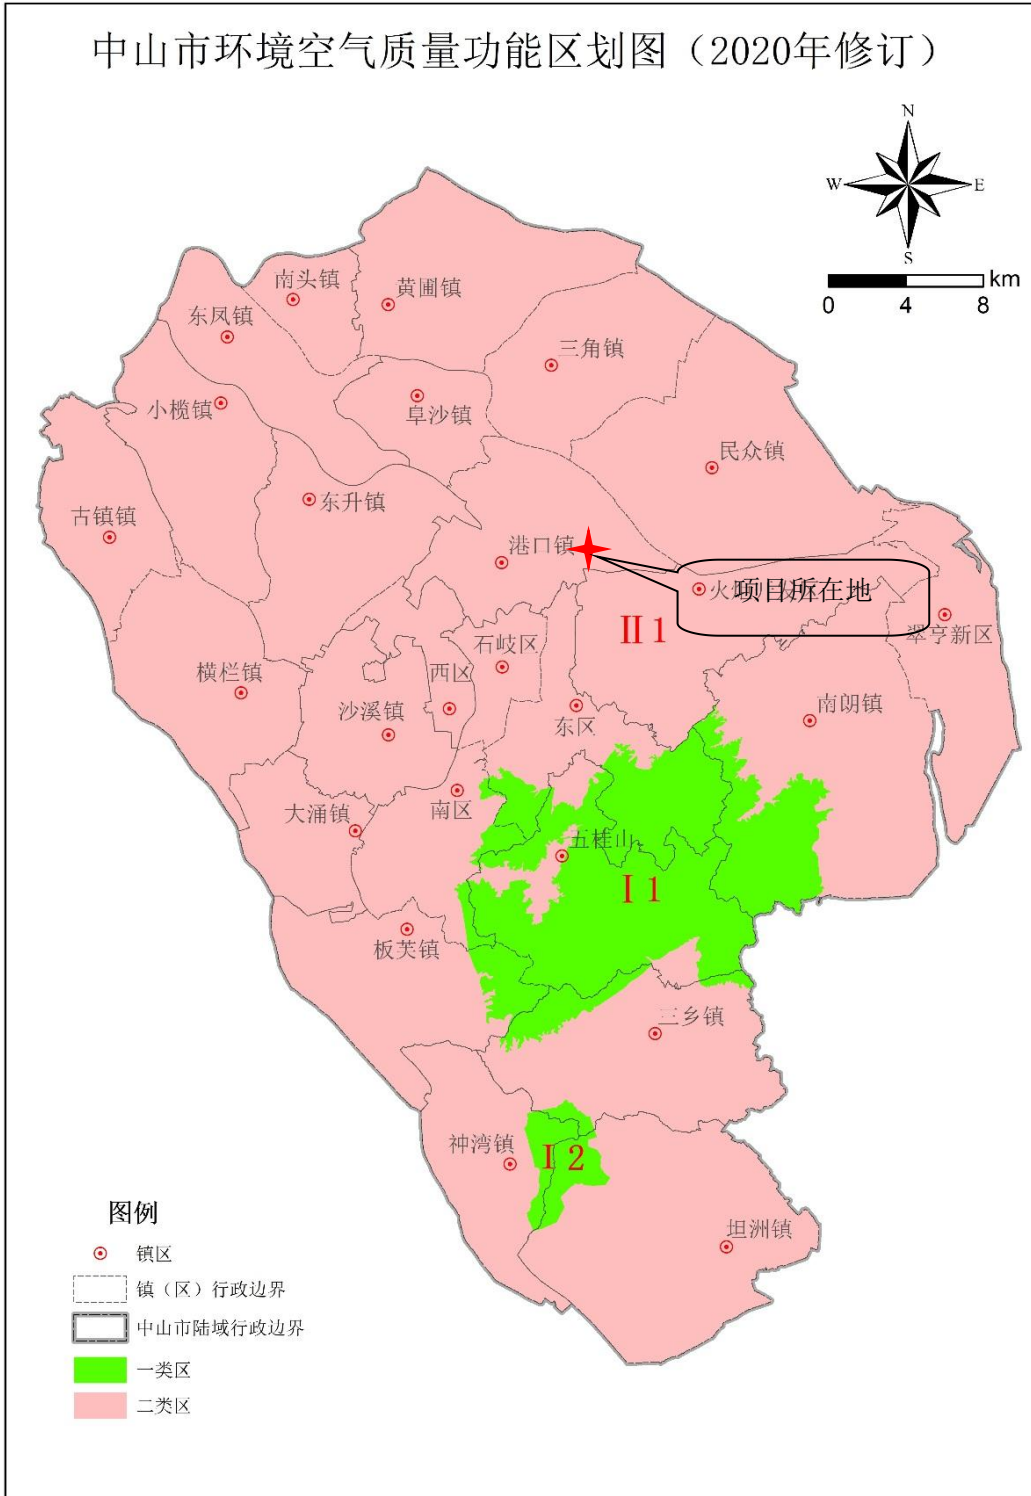 中山市环境空气质量功能区划图（2020年修订）
N
W
E
S
km
0
4
8
南头镇
黄圃镇
东凤镇
三角镇
小榄镇
阜沙镇
民众镇
东升镇
古镇镇
港口镇
项目所在地
Ⅱ1
翠亨新区
石岐区
西区
横栏镇
沙溪镇
东区
南朗镇
南区
大涌镇
五桂山
Ⅰ1
板芙镇
三乡镇
神湾镇
Ⅰ2
坦洲镇
图例
镇区
镇（区）行政边界
中山市陆域行政边界
一类区
二类区